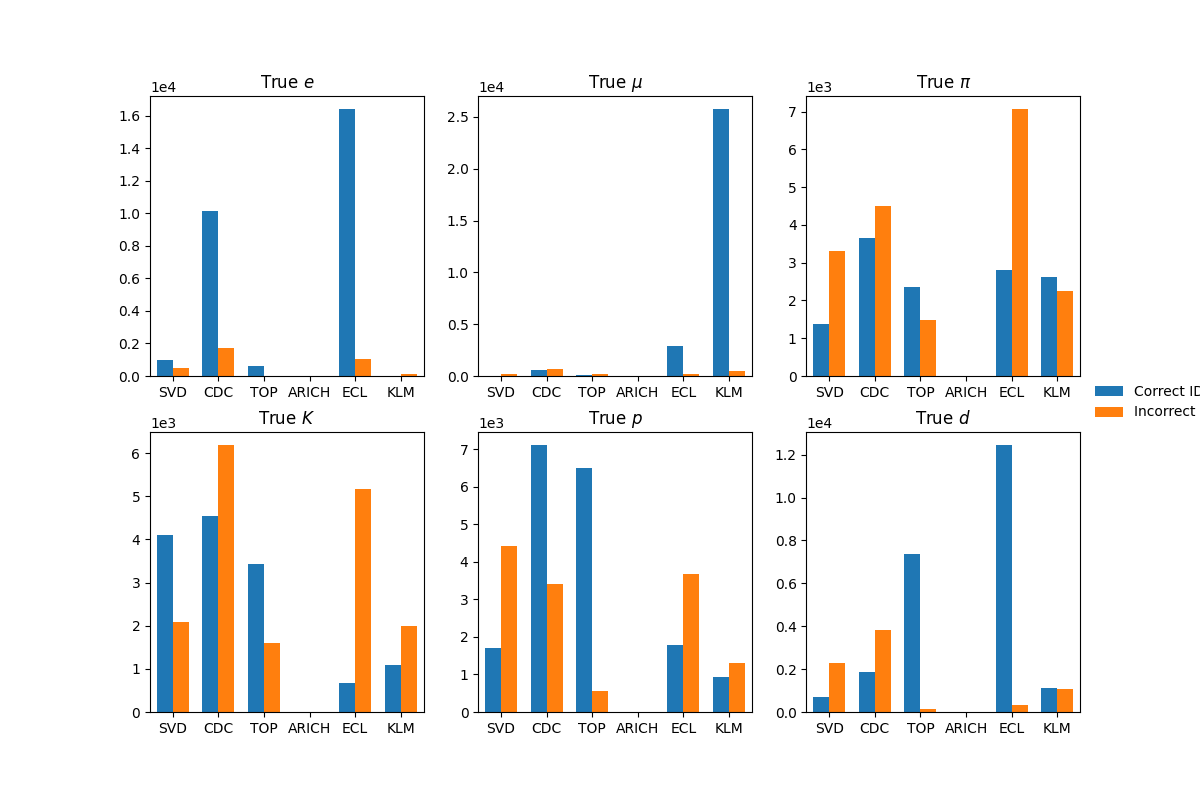 True e
1e4
1.6
1.4
1.2
1.0
0.8
0.6
0.4
0.2
0.0
SVD CDC TOP ARICH ECL KLM
True μ
1e4
2.5
2.0
1.5
1.0
0.5
0.0
SVD CDC TOP ARICH ECL KLM
True π
1e3
7
6
5
4
3
2
1
0
SVD CDC TOP ARICH ECL KLM
Correct ID
Incorrect
True K
1e3
6
5
4
3
2
1
0
SVD CDC TOP ARICH ECL KLM
True p
1e3
7
6
5
4
3
2
1
0
SVD CDC TOP ARICH ECL KLM
True d
1e4
1.2
1.0
0.8
0.6
0.4
0.2
0.0
SVD CDC TOP ARICH ECL KLM